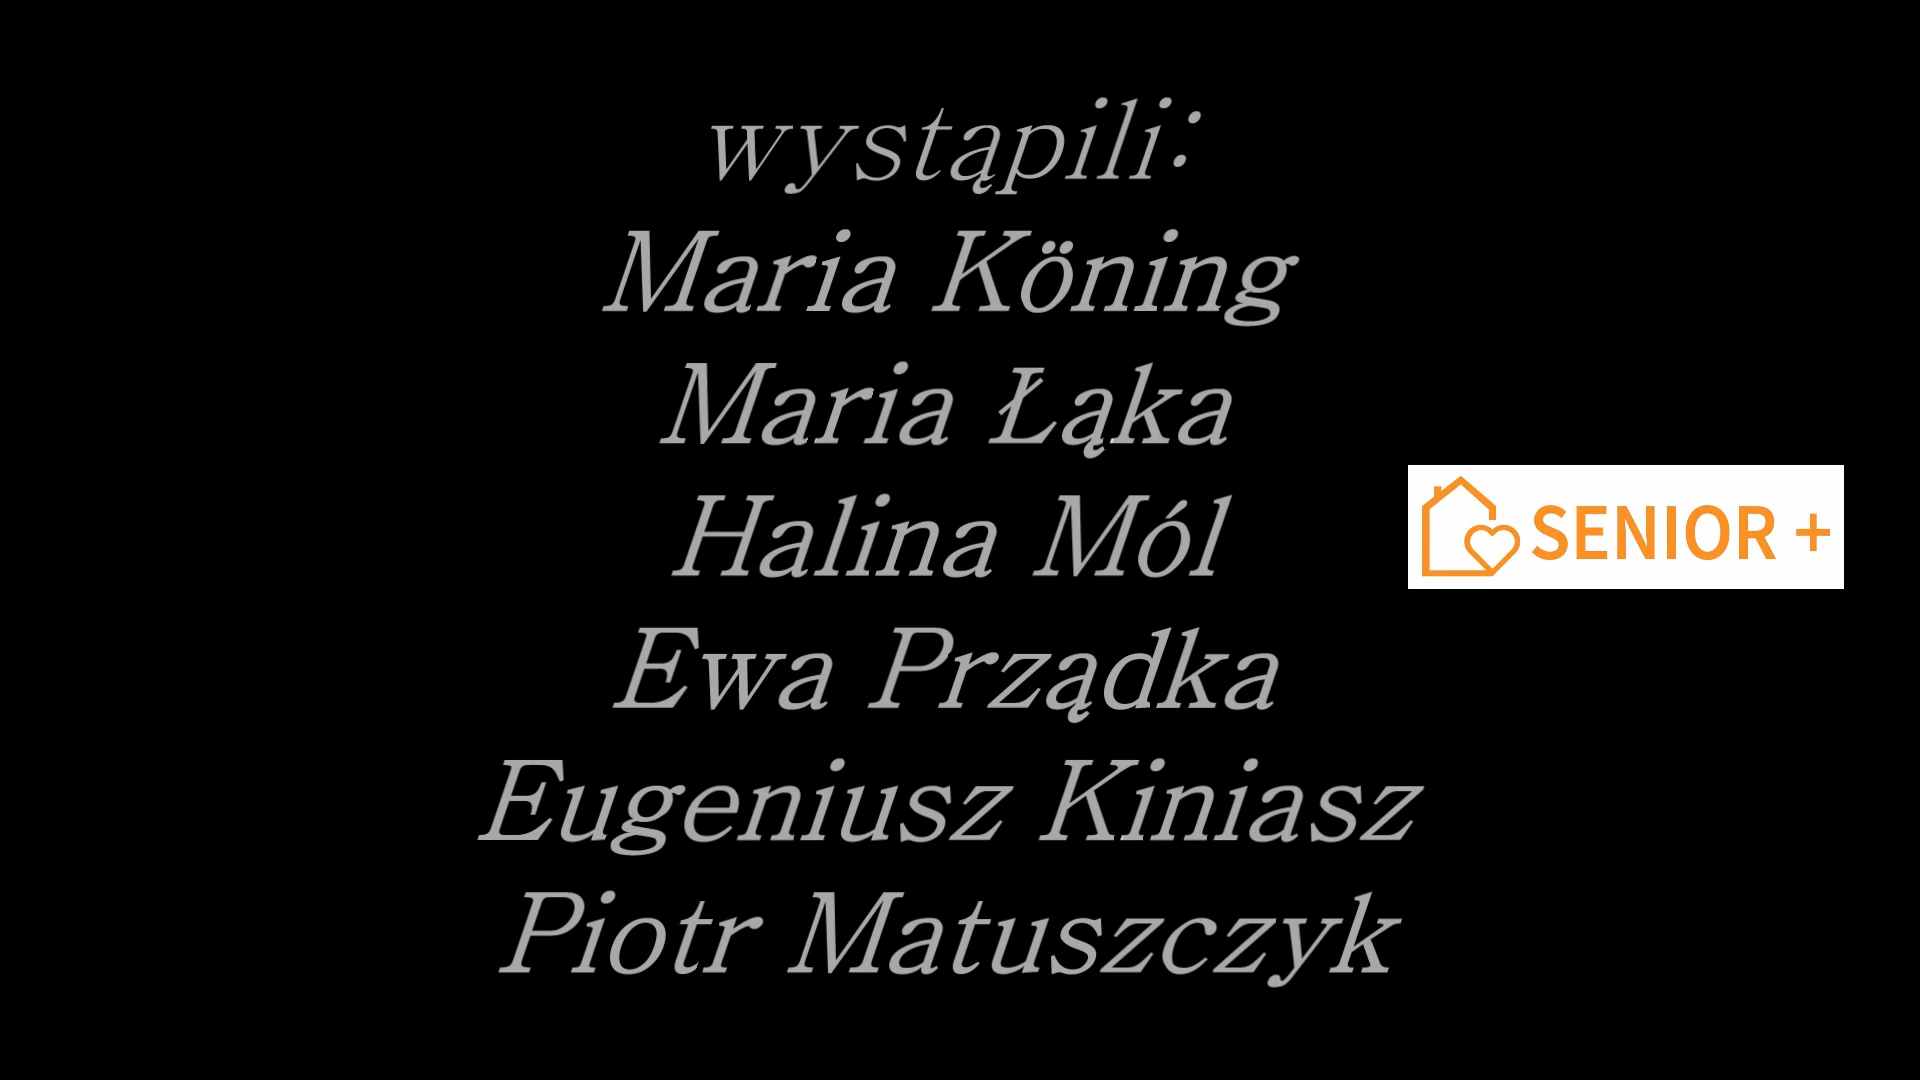 wystąpili:
Maria Köning
Maria Łąka
Halina Mól
SENIOR +
Ewa Prządka
Eugeniusz Kiniasz
Piotr Matuszczyk